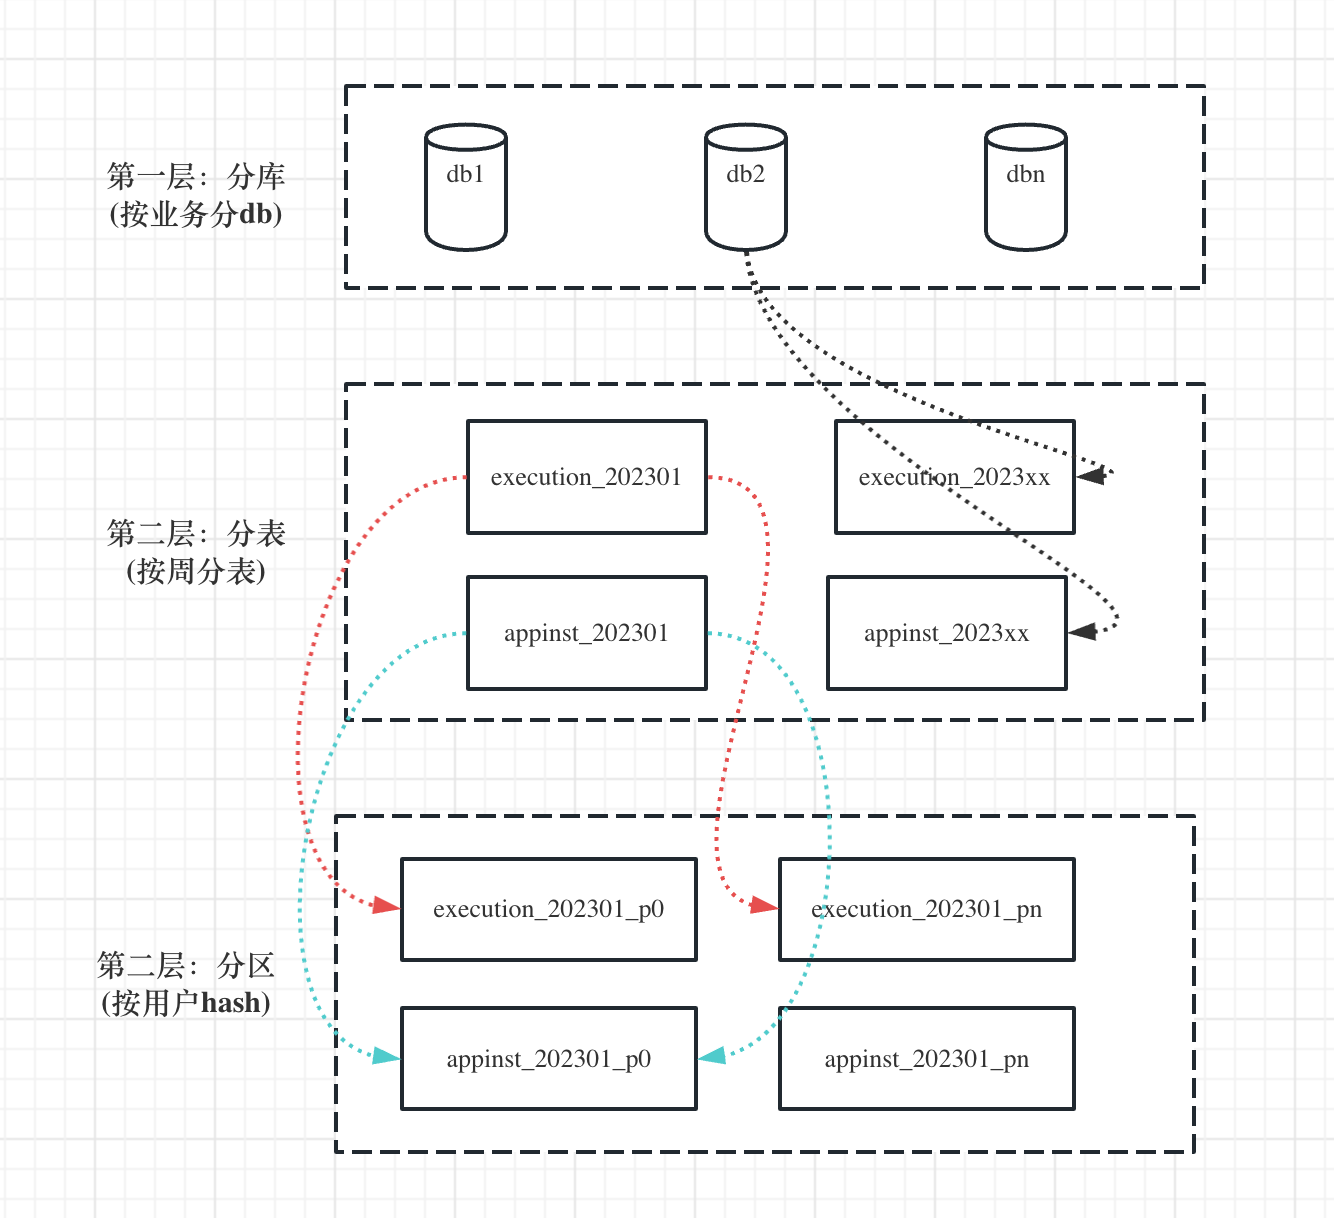 第一层：分库
(按业务分db)
db1
db2
dbn
第二层：分表
(按周分表)
execution_202301
execution_2023xx
appinst_202301
appinst_2023xx
第二层：分区
(按用户hash)
execution_202301_p0
execution_202301_pn
appinst_202301_p0
appinst_202301_pn